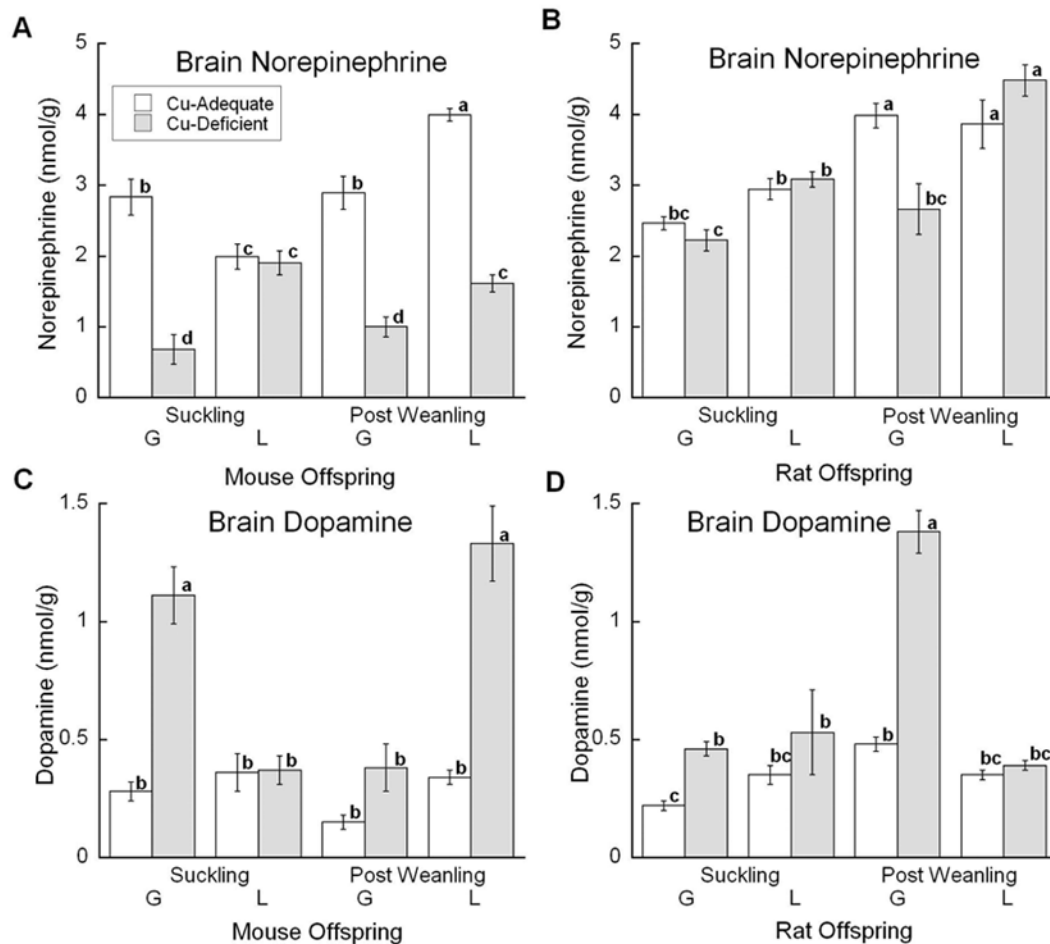 A
Brain Norepinephrine
Cu-Adequate
Cu-Deficient
Norepinephrine (nmol/g)
5
4
3
2
1
0
b
d
c
c
b
d
a
c
Suckling
Post Weanling
G
L
G
L
Mouse Offspring
B
Brain Norepinephrine
Norepinephrine (nmol/g)
5
4
3
2
1
0
bc
c
b
b
a
bc
a
a
Suckling
Post Weanling
G
L
G
L
Rat Offspring
C
Brain Dopamine
Dopamine (nmol/g)
1.5
1
0.5
0
b
a
b
b
b
b
b
a
Suckling
Post Weanling
G
L
G
L
Mouse Offspring
D
Brain Dopamine
Dopamine (nmol/g)
1.5
1
0.5
0
c
b
bc
b
b
a
bc
bc
Suckling
Post Weanling
G
L
G
L
Rat Offspring